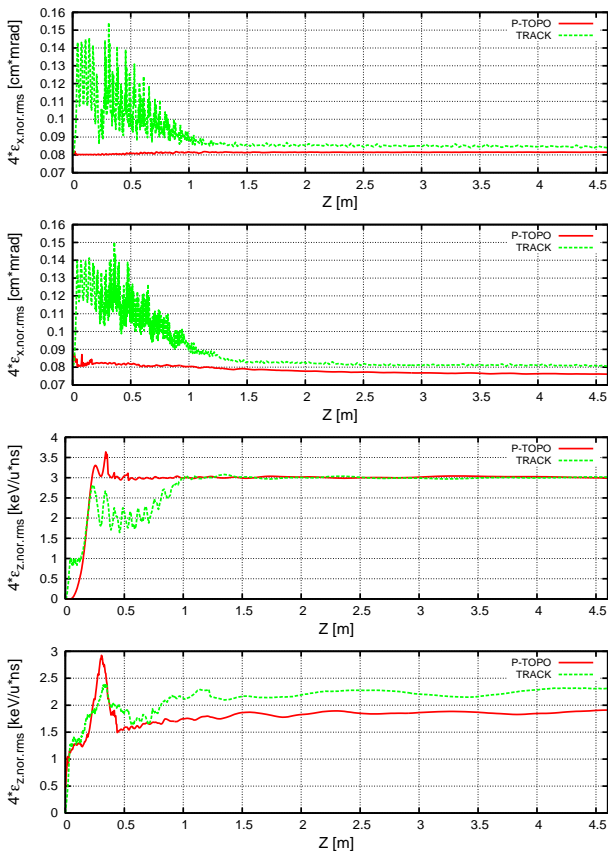 0.16
0.15
0.14
0.13
0.12
0.11
0.1
0.09
0.08
0.07
4*εx.nor.rms [cm*mrad]
P-TOPO
TRACK
0 0.5 1 1.5 2 2.5 3 3.5 4 4.5
Z [m]
0.16
0.15
0.14
0.13
0.12
0.11
0.1
0.09
0.08
0.07
4*εx.nor.rms [cm*mrad]
P-TOPO
TRACK
0 0.5 1 1.5 2 2.5 3 3.5 4 4.5
Z [m]
4
3.5
3
2.5
2
1.5
1
0.5
0
4*εz.nor.rms [keV/u*ns]
P-TOPO
TRACK
0 0.5 1 1.5 2 2.5 3 3.5 4 4.5
Z [m]
3
2.5
2
1.5
1
0.5
0
4*εz.nor.rms [keV/u*ns]
P-TOPO
TRACK
0 0.5 1 1.5 2 2.5 3 3.5 4 4.5
Z [m]